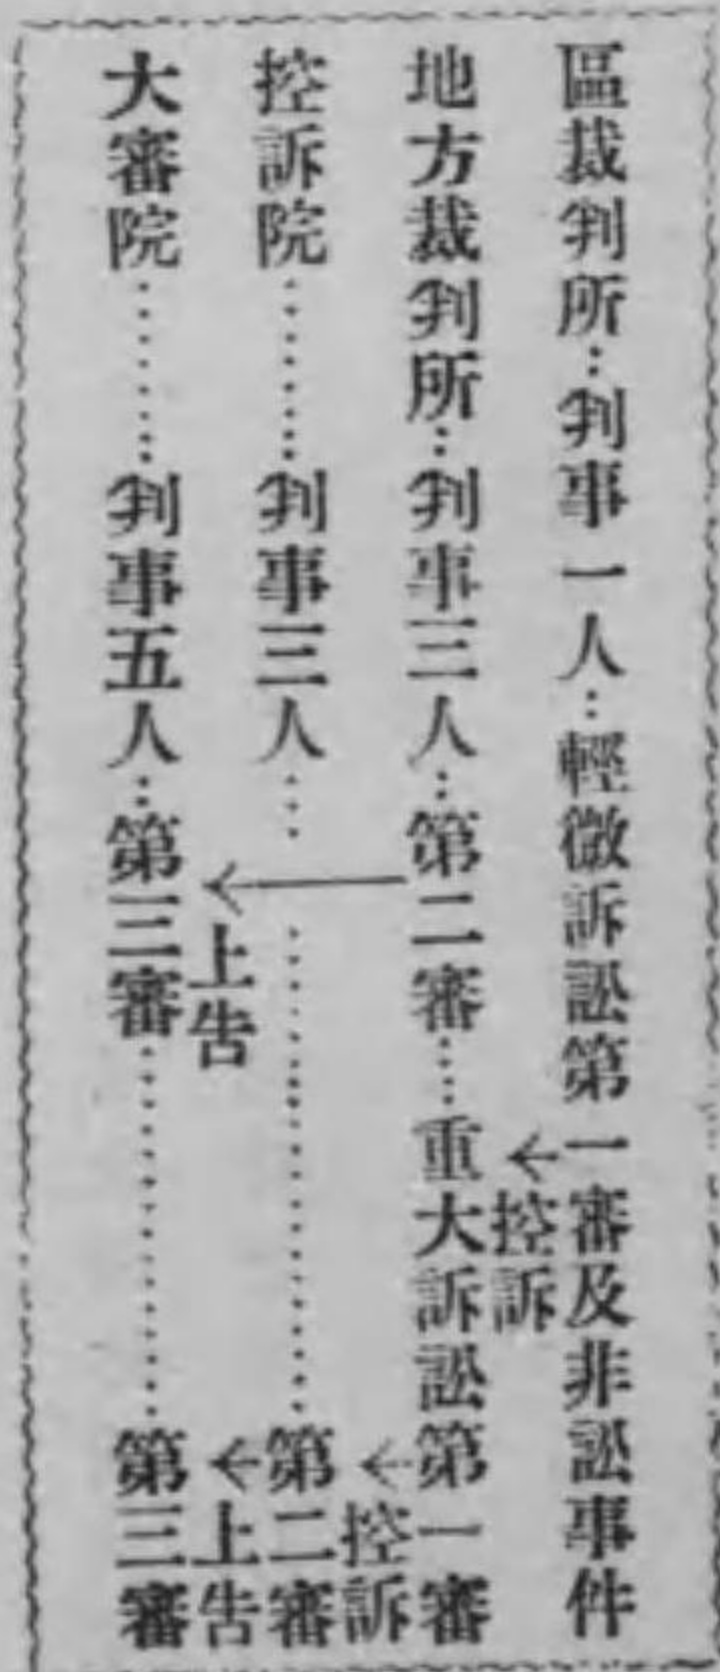 區裁判所…判事一人…輕微訴訟第一審及非訟事件
←控訴
地方裁判所…判事三人…第二審……重大訴訟第一審
←控訴
控訴院………判事三人………………………第二審
←上告
←上告
大審院………判事五人…第三審………………第三審